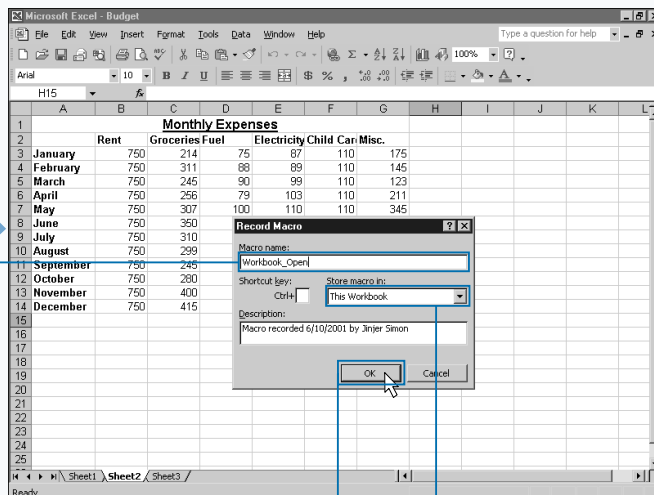 Microsoft Excel - Budget
File Edit View Insert Format Tools Data Window Help Type a question for help
100%
Arial 10 B I U $ % ,
H15 fx
A B C D E F G H I J K L
1 Monthly Expenses
2 Rent Groceries Fuel Electricity Child Car Misc.
3 January 750 214 75 87 110 175
4 February 750 311 88 89 110 145
5 March 750 245 90 99 110 123
6 April 750 256 79 103 110 211
7 May 750 307 100 110 110 345
8 June 750 350
9 July 750 310
10 August 750 299
11 September 750 245
12 October 750 280
13 November 750 400
14 December 750 415
15
16
17
18
19
20
21
22
23
24
25
Record Macro
Macro name:
Workbook_Open
Shortcut key: Store macro in:
Ctrl+ This Workbook
Description:
Macro recorded 6/10/2001 by Jinjer Simon
OK Cancel
Sheet1 Sheet2 Sheet3
Ready